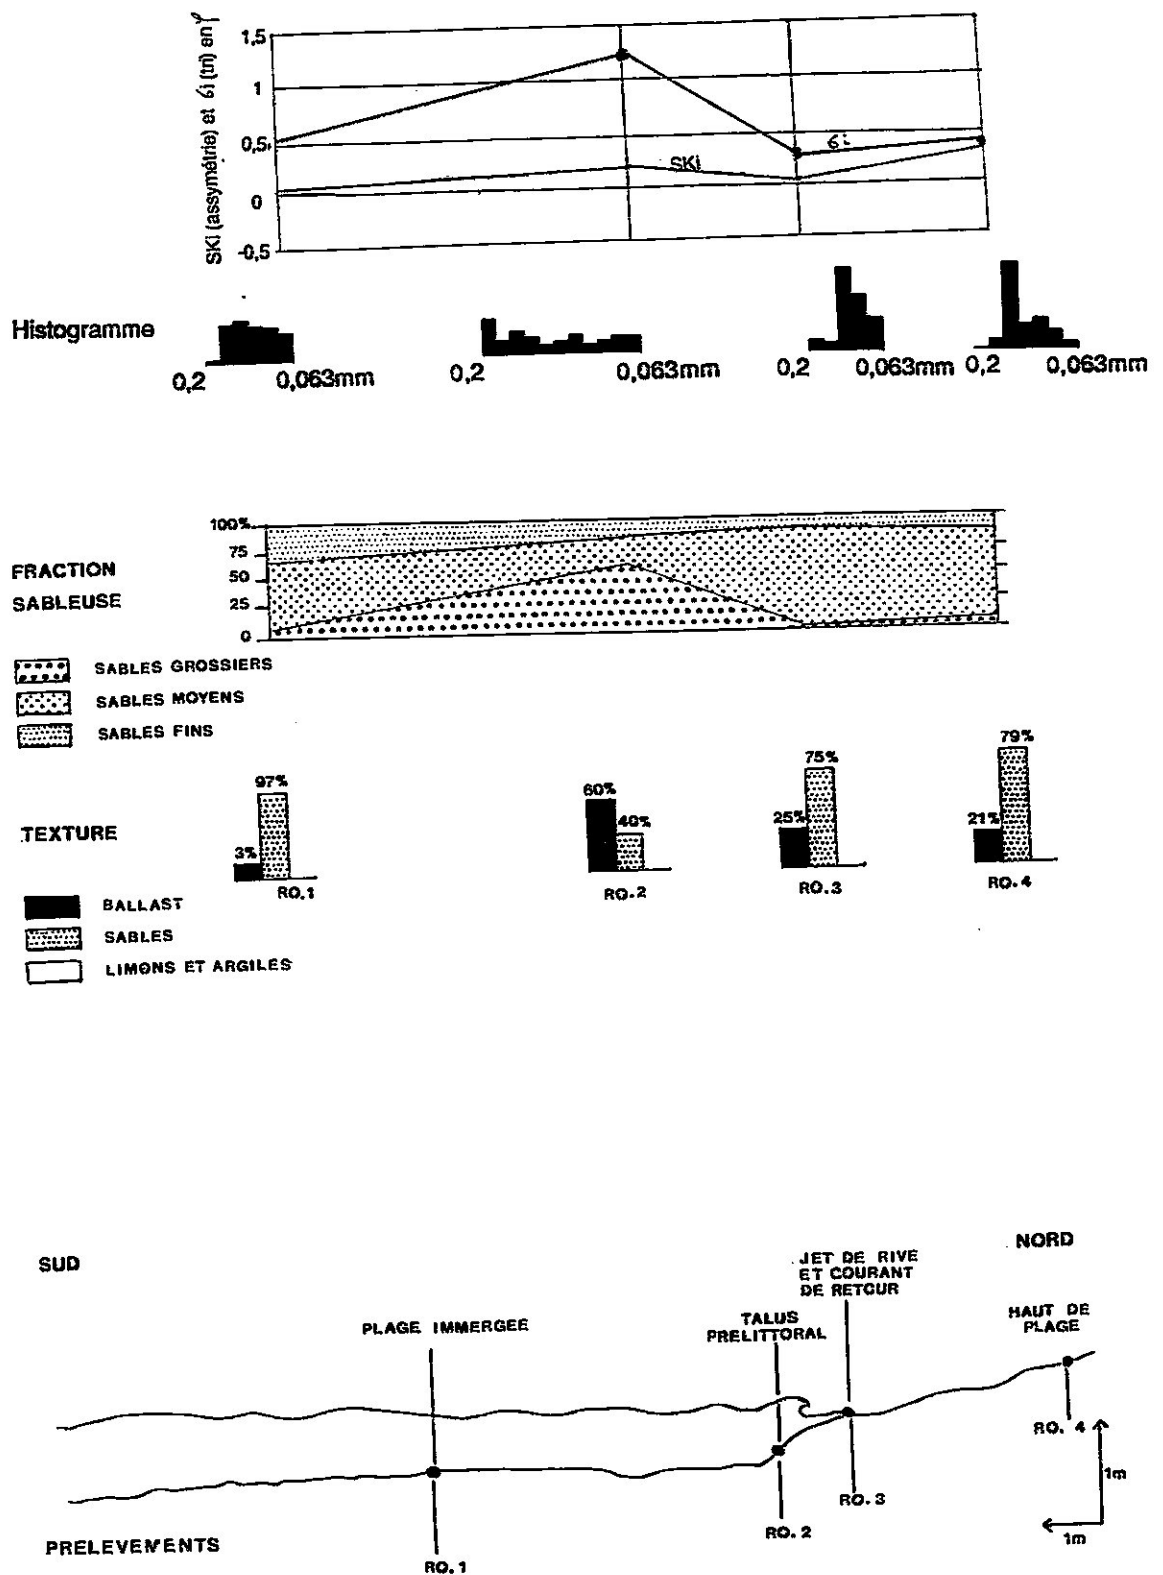 SKi (assymétrie) et σi (tri) en φ
1,5
1
0,5
0
-0,5
σi
SKi
Histogramme
0,2
0,063mm
0,2
0,063mm
0,2
0,063mm
0,2
0,063mm
FRACTION
SABLEUSE
100%
75
50
25
0
SABLES GROSSIERS
SABLES MOYENS
SABLES FINS
TEXTURE
3%
97%
RO.1
60%
40%
RO.2
25%
75%
RO.3
21%
79%
RO.4
BALLAST
SABLES
LIMONS ET ARGILES
SUD
NORD
PLAGE IMMERGEE
TALUS
PRELITTORAL
JET DE RIVE
ET COURANT
DE RETOUR
HAUT DE
PLAGE
RO.1
RO.2
RO.3
RO. 4
1m
1m
PRELEVEMENTS